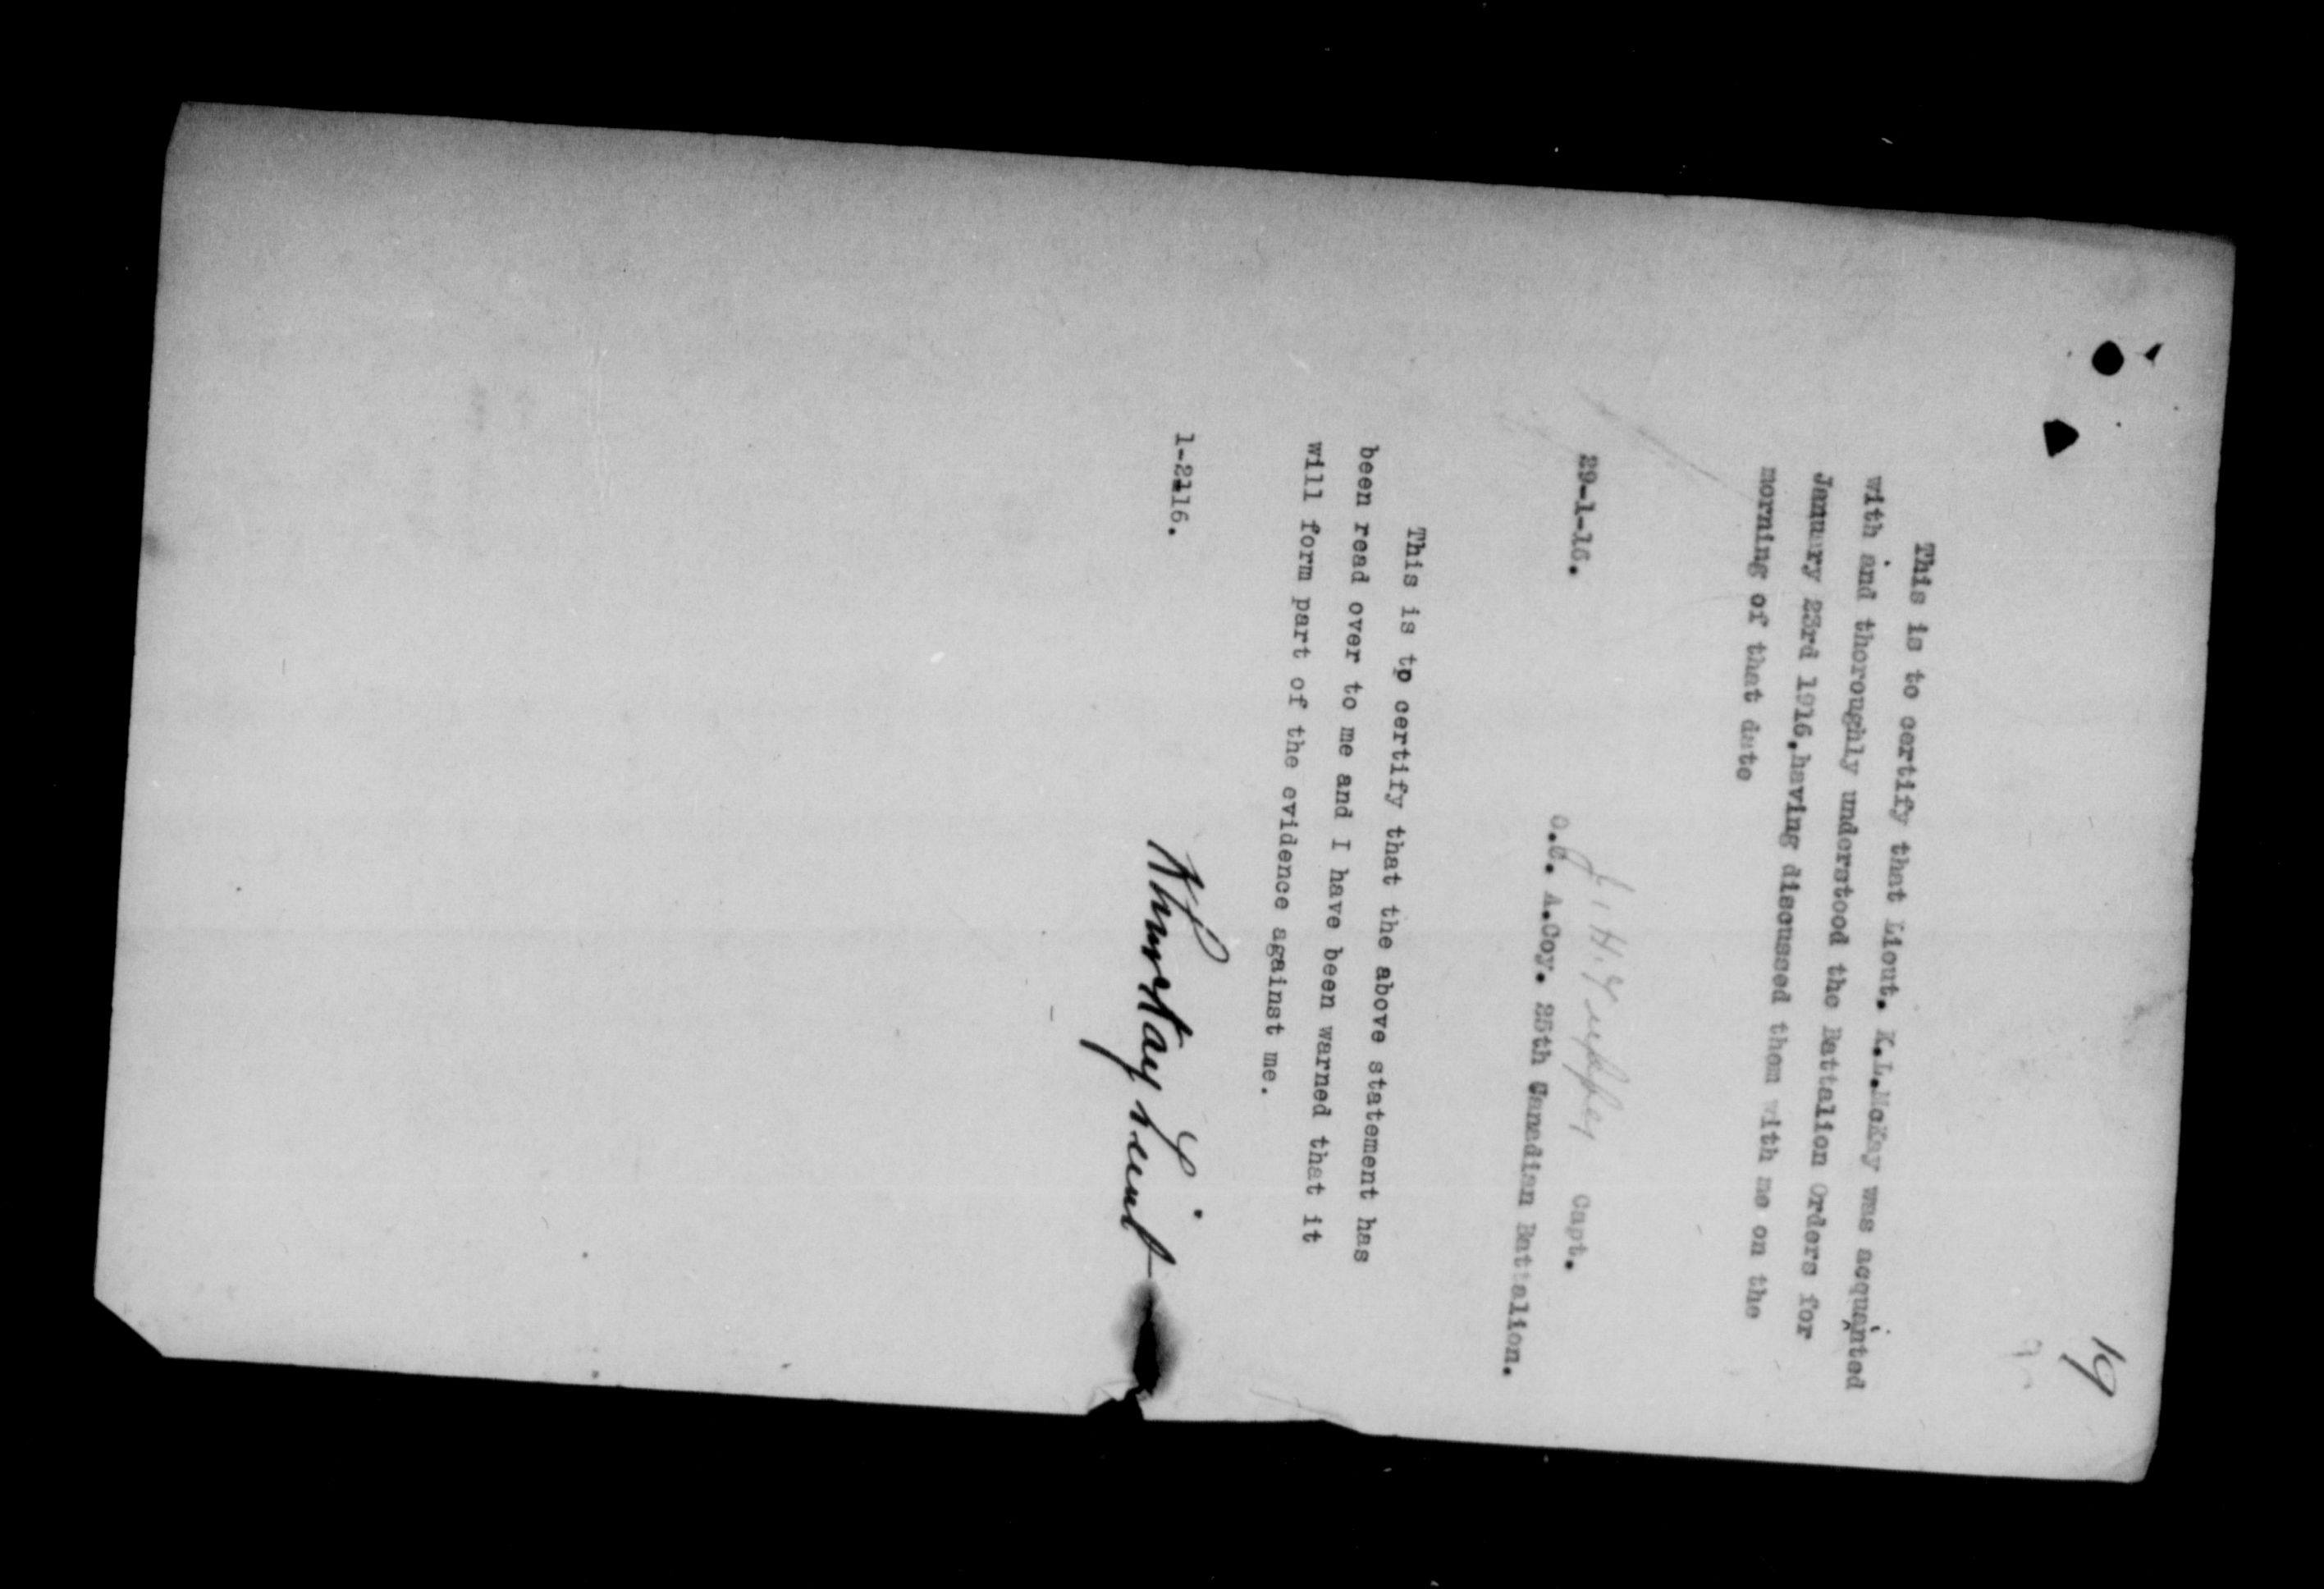 19
This is to certify that Lieut. K.L.McKay was acquainted
with and thoroughly understood the Battalion Orders for
January 23rd 1916, having discussed them with me on the
morning of that date
J.H.Tupper Capt.
29-1-16. O.C. A.Coy. 25th Canadian Battalion.
This is tp certify that the above statement has
been read over to me and I have been warned that it
will form part of the evidence against me.
1-2-16. Lieut